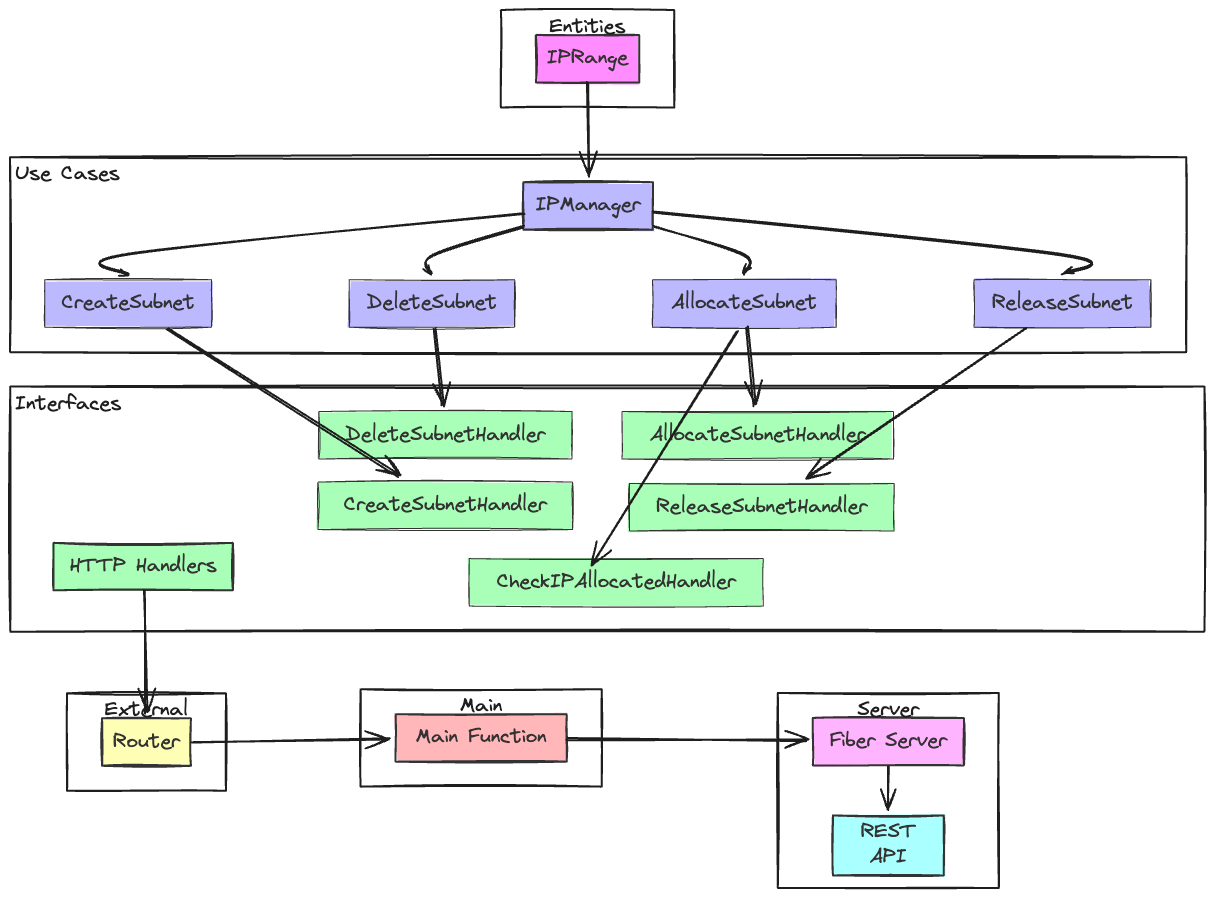 Entities
IPRange
Use Cases
IPManager
CreateSubnet
DeleteSubnet
AllocateSubnet
ReleaseSubnet
Interfaces
DeleteSubnetHandler
AllocateSubnetHandler
CreateSubnetHandler
ReleaseSubnetHandler
HTTP Handlers
CheckIPAllocatedHandler
External
Router
Main
Main Function
Server
Fiber Server
REST
API